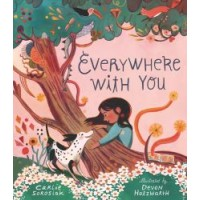 EVERYWHERE
WITH YOU
CARLIE
SOROSIAK
illustrated by
DEVON
HOLZWARTH